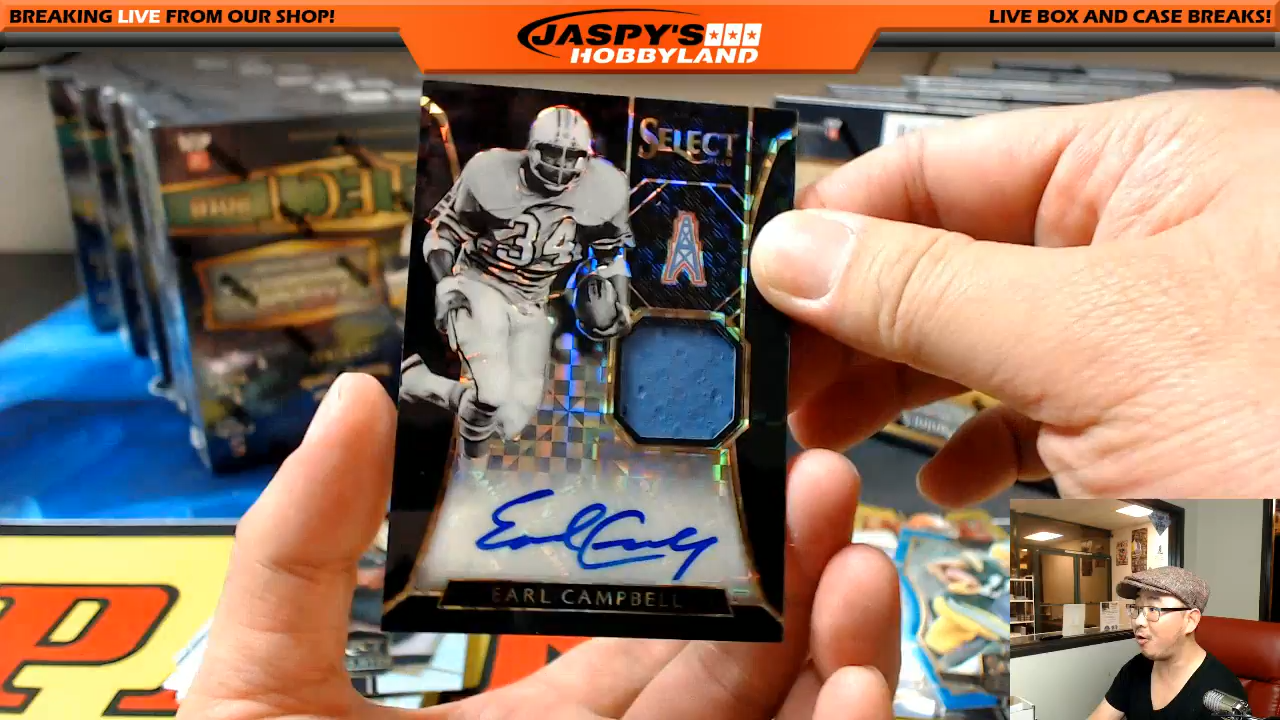 BREAKING LIVE FROM OUR SHOP!
JASPY'S
HOBBYLAND
LIVE BOX AND CASE BREAKS!
SELECT
34
Earl Campbell
EARL CAMPBELL